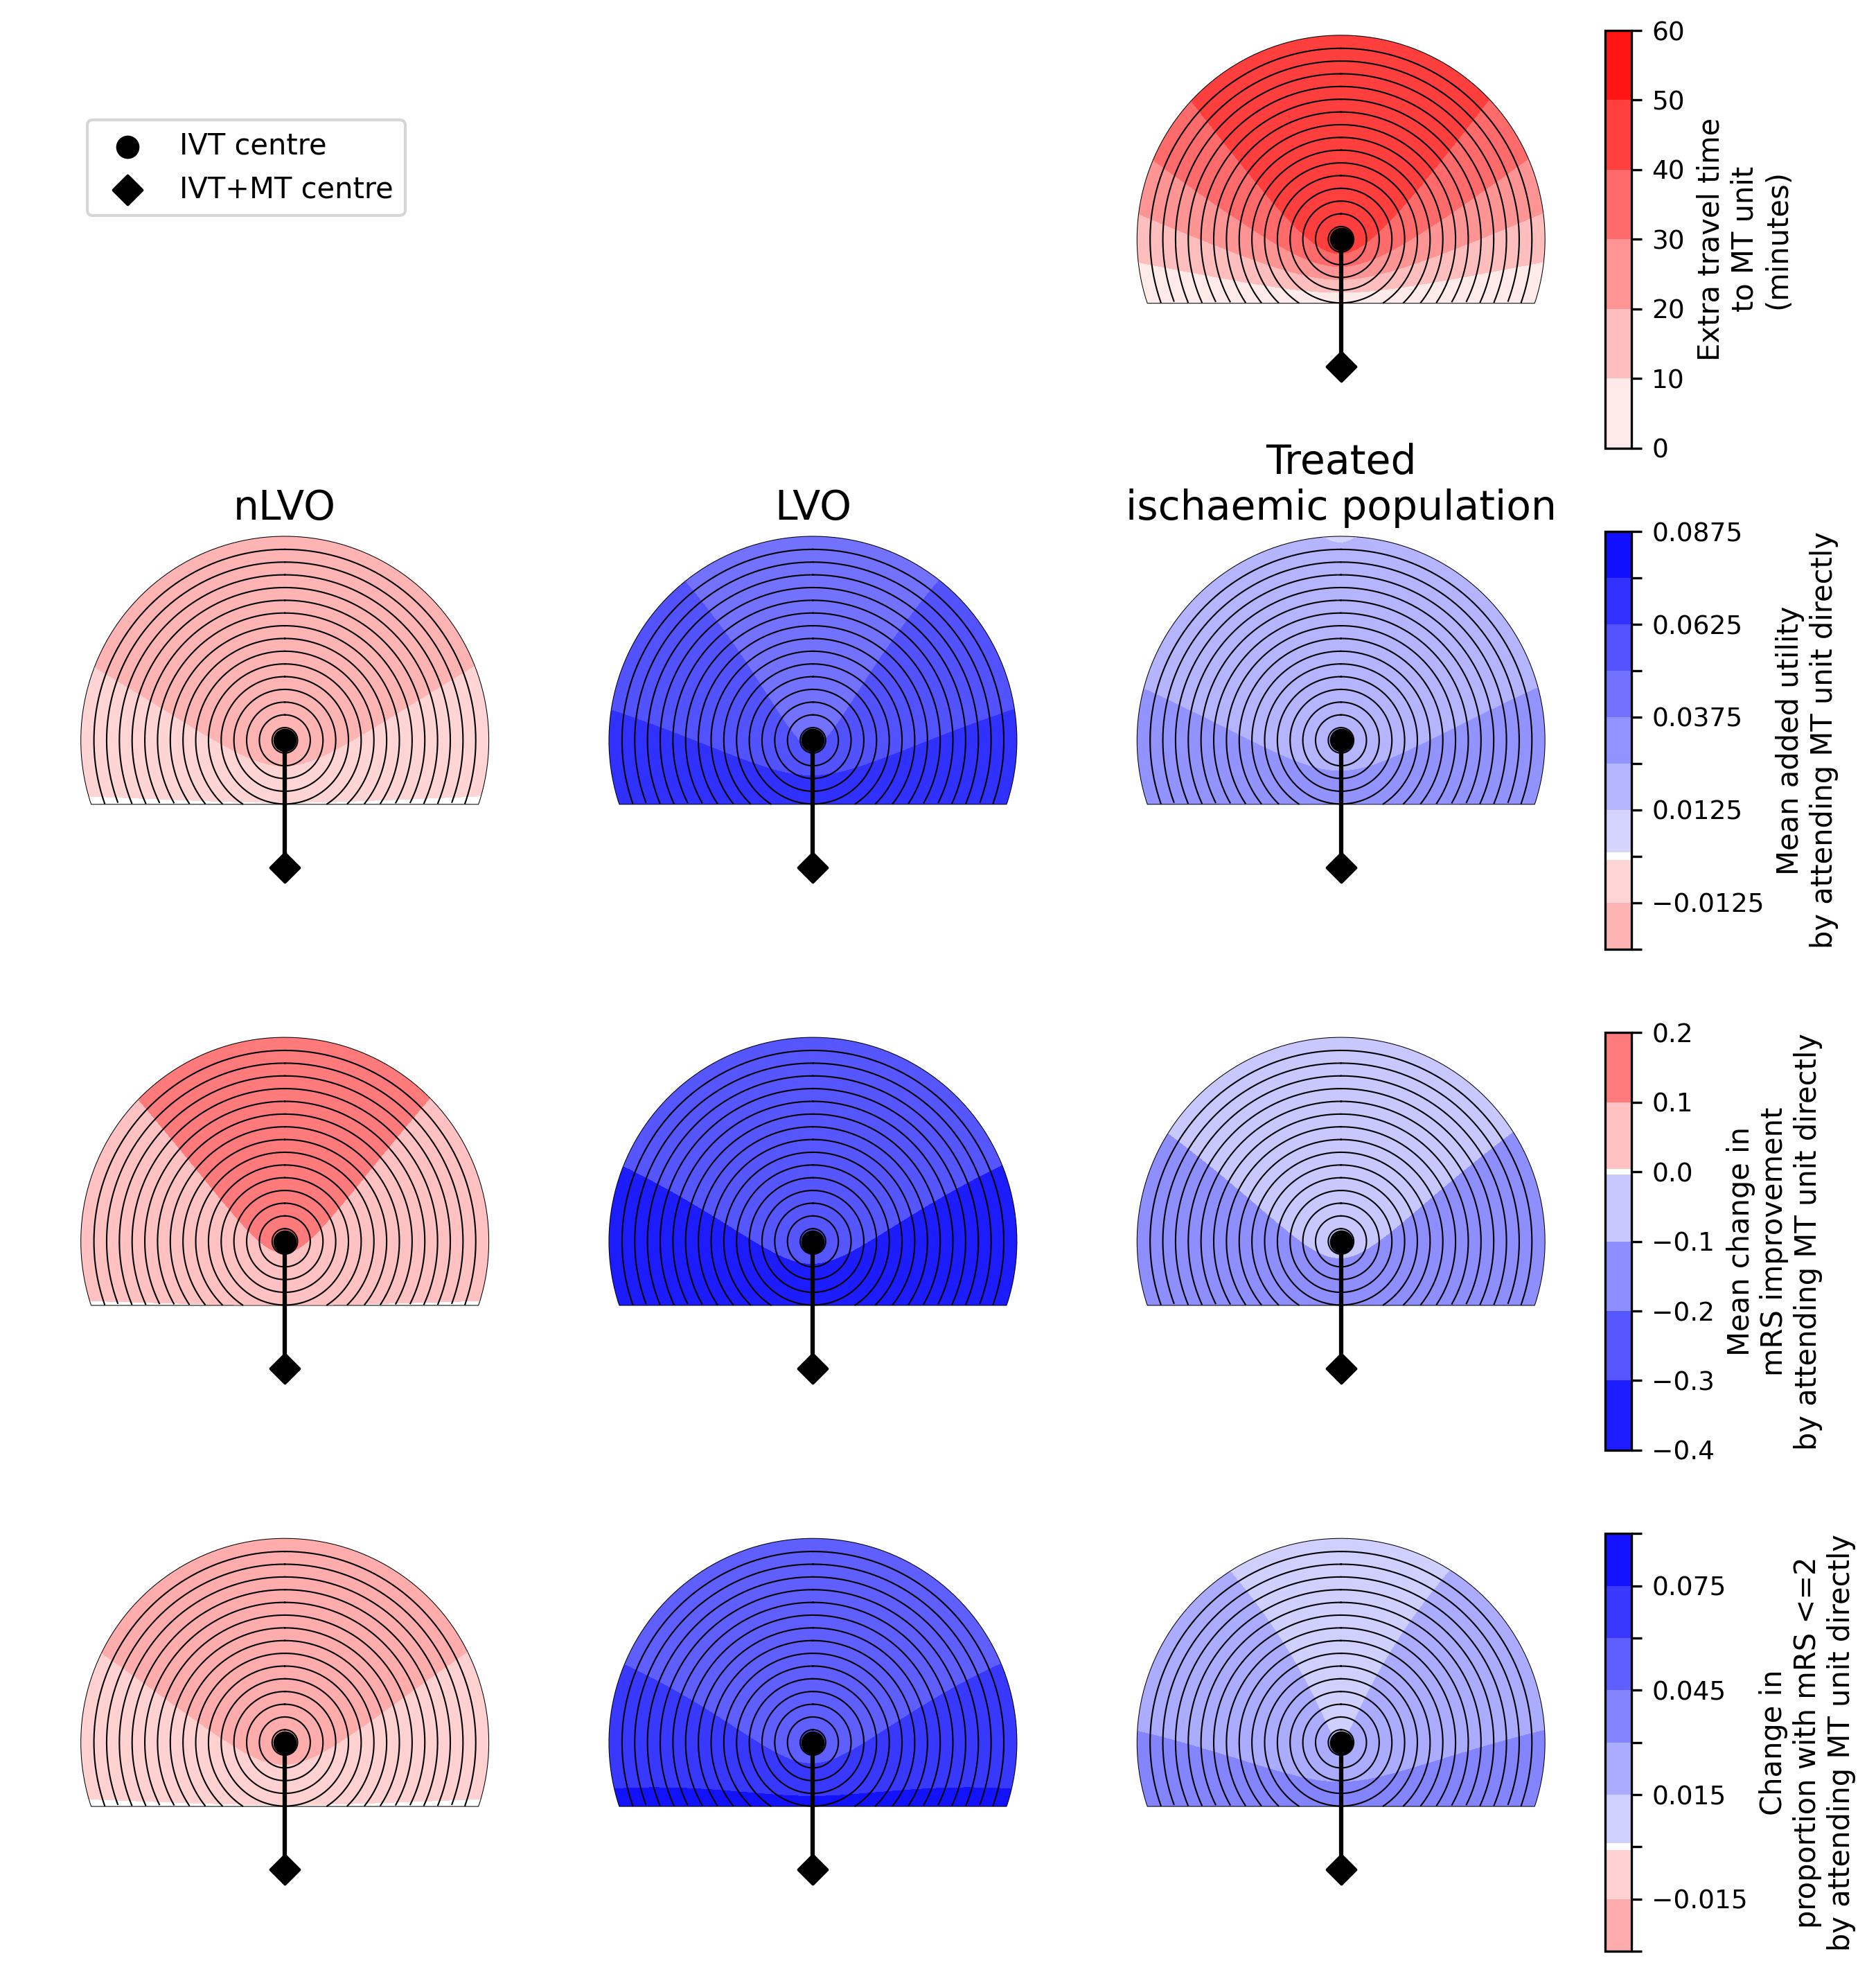 IVT centre
IVT+MT centre
60
50
40
30
20
10
0
Extra travel time
to MT unit
(minutes)
nLVO
LVO
Treated
ischaemic population
0.0875
0.0625
0.0375
0.0125
−0.0125
Mean added utility
by attending MT unit directly
0.2
0.1
0.0
−0.1
−0.2
−0.3
−0.4
Mean change in
mRS improvement
by attending MT unit directly
0.075
0.045
0.015
−0.015
Change in
proportion with mRS <=2
by attending MT unit directly